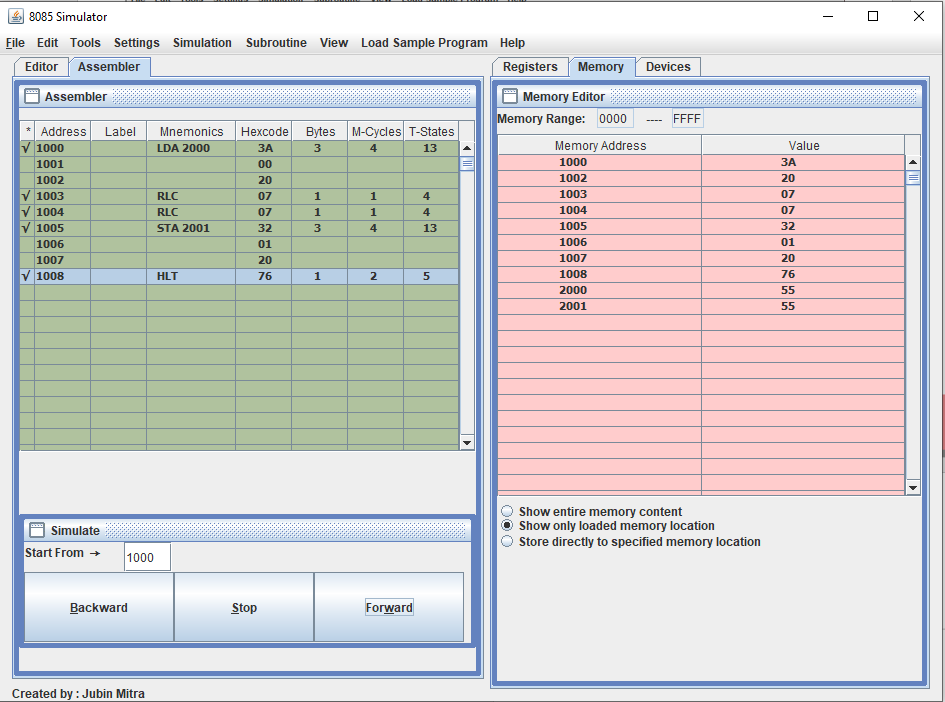 8085 Simulator
File Edit Tools Settings Simulation Subroutine View Load Sample Program Help
Editor Assembler
Assembler
* Address Label Mnemonics Hexcode Bytes M-Cycles T-States
√ 1000 LDA 2000 3A 3 4 13
1001 00
1002 20
√ 1003 RLC 07 1 1 4
√ 1004 RLC 07 1 1 4
√ 1005 STA 2001 32 3 4 13
1006 01
1007 20
√ 1008 HLT 76 1 2 5
Simulate
Start From → 1000
Backward Stop Forward
Created by : Jubin Mitra
Registers Memory Devices
Memory Editor
Memory Range: 0000 ---- FFFF
Memory Address Value
1000 3A
1002 20
1003 07
1004 07
1005 32
1006 01
1007 20
1008 76
2000 55
2001 55
Show entire memory content
Show only loaded memory location
Store directly to specified memory location